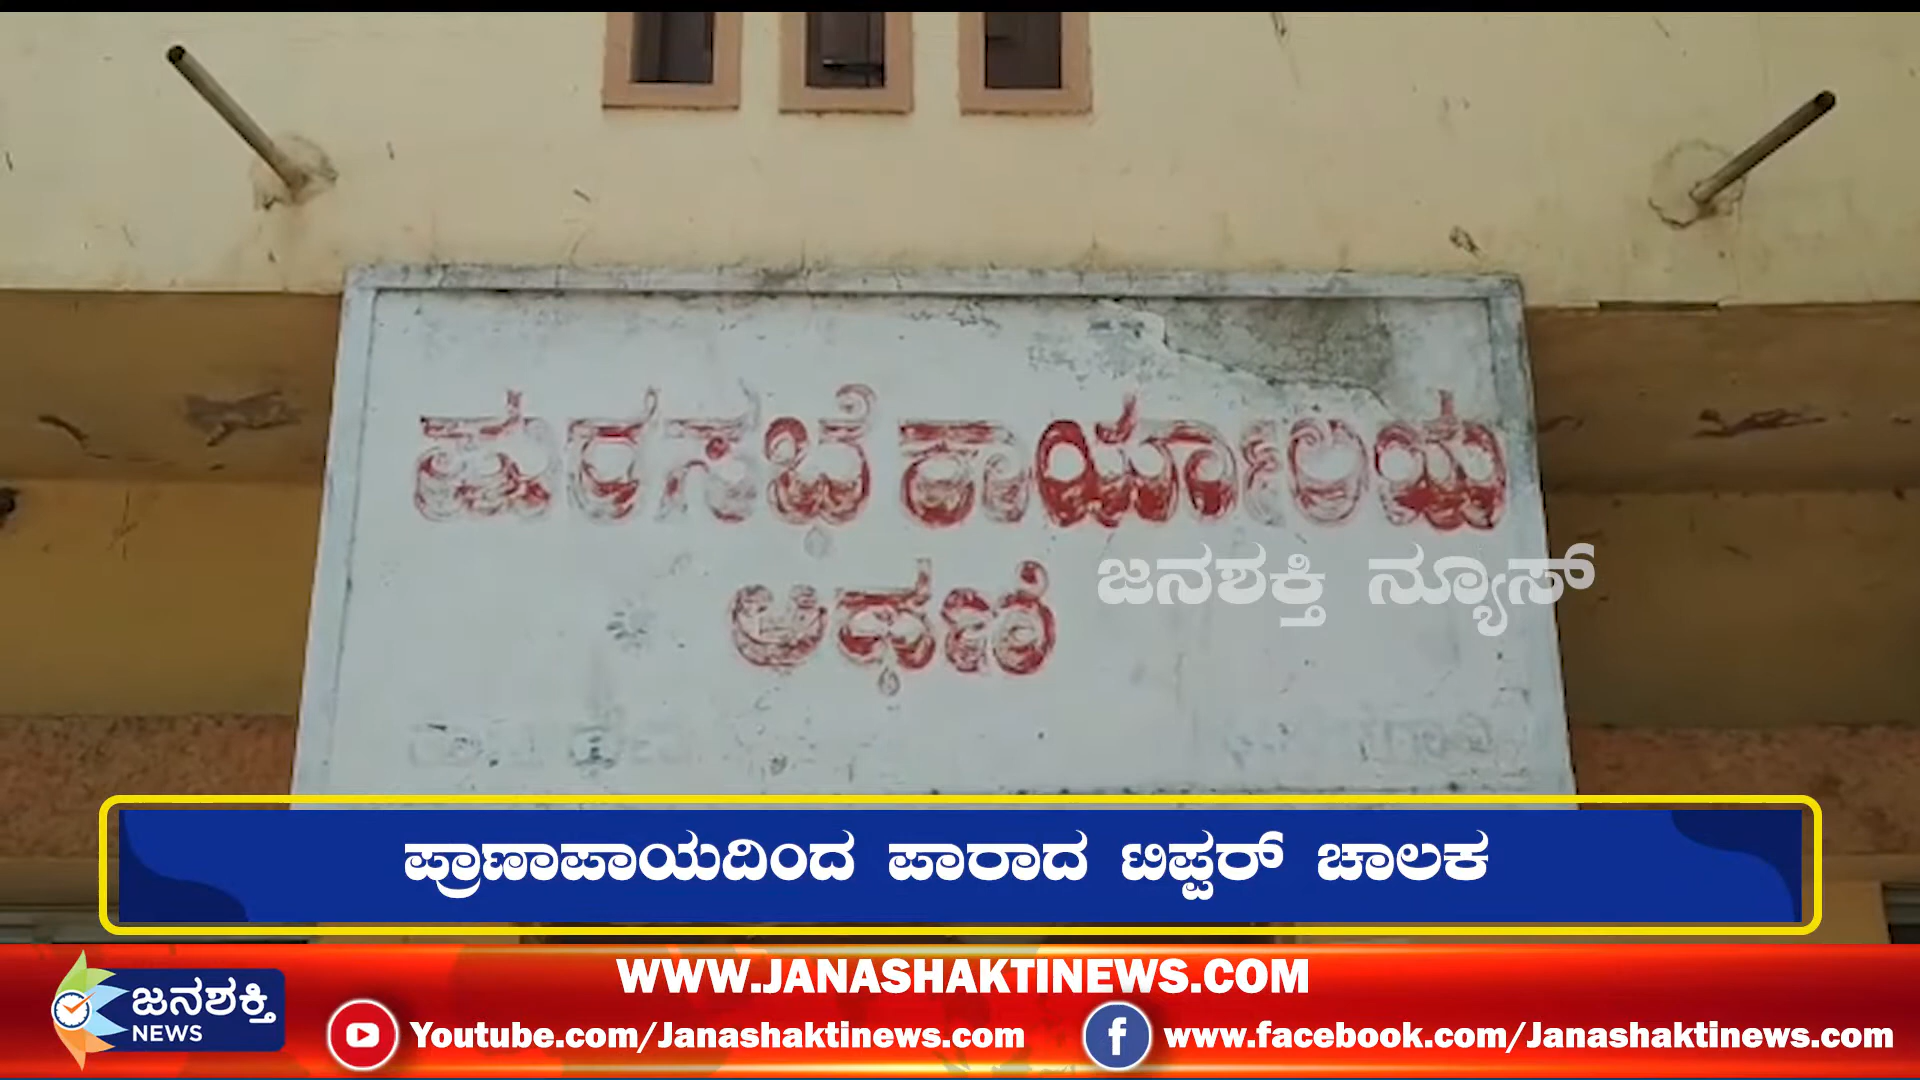 ಪುರಸಭೆ ಕಾರ್ಯಾಲಯ
ಅಥಣಿ
ಜನಶಕ್ತಿ ನ್ಯೂಸ್
ಪ್ರಾಣಾಪಾಯದಿಂದ ಪಾರಾದ ಟಿಪ್ಪರ್ ಚಾಲಕ
WWW.JANASHAKTINEWS.COM
ಜನಶಕ್ತಿ
NEWS
Youtube.com/Janashaktinews.com
www.facebook.com/Janashaktinews.com